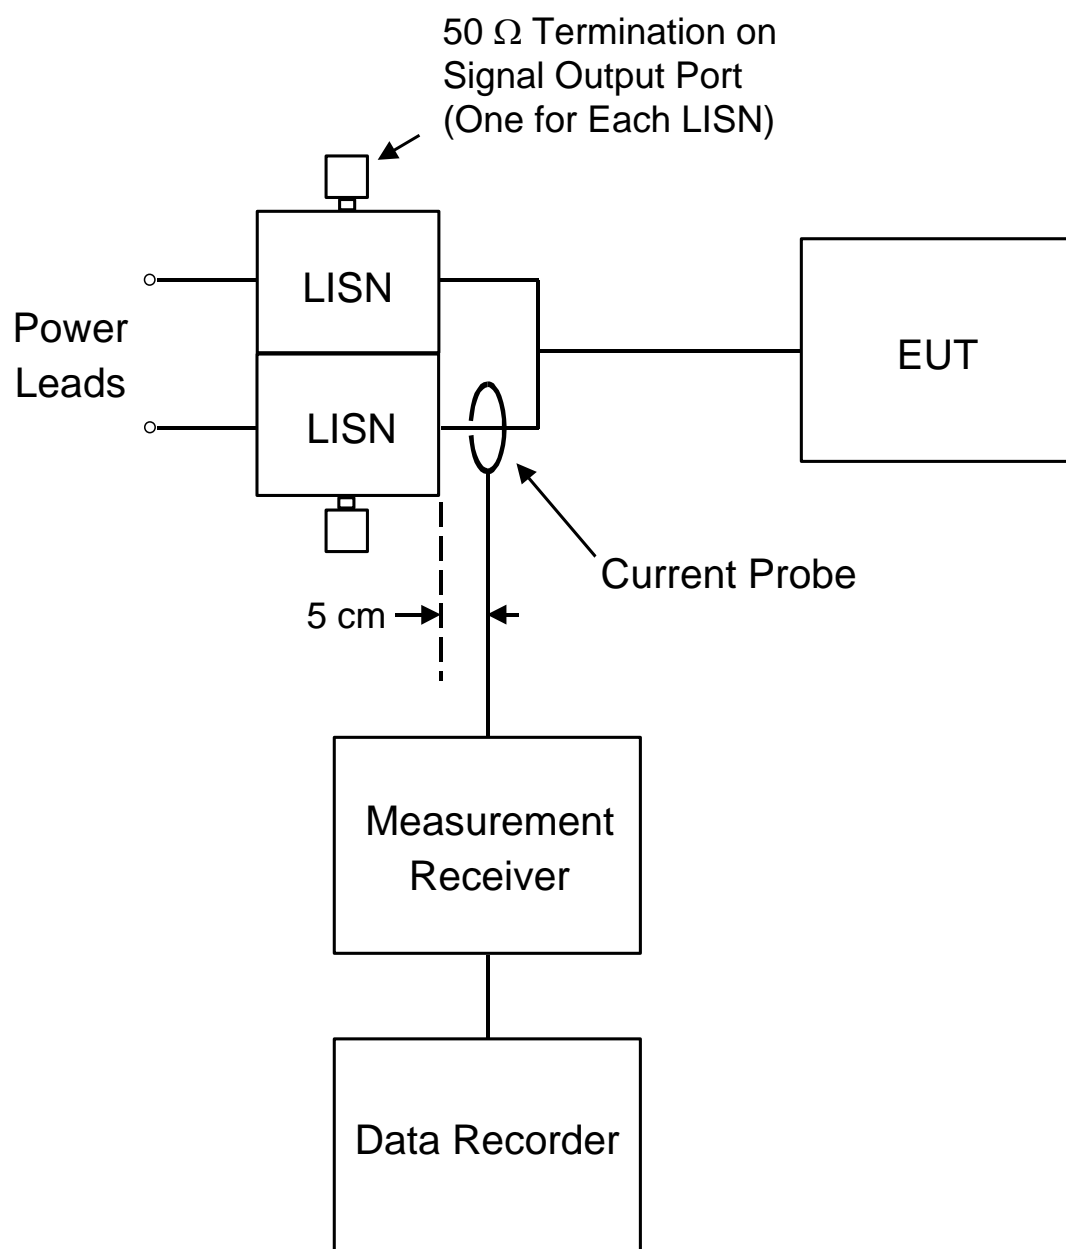 50 Ω Termination on
Signal Output Port
(One for Each LISN)
LISN
Power
Leads
LISN
EUT
Current Probe
5 cm
Measurement
Receiver
Data Recorder